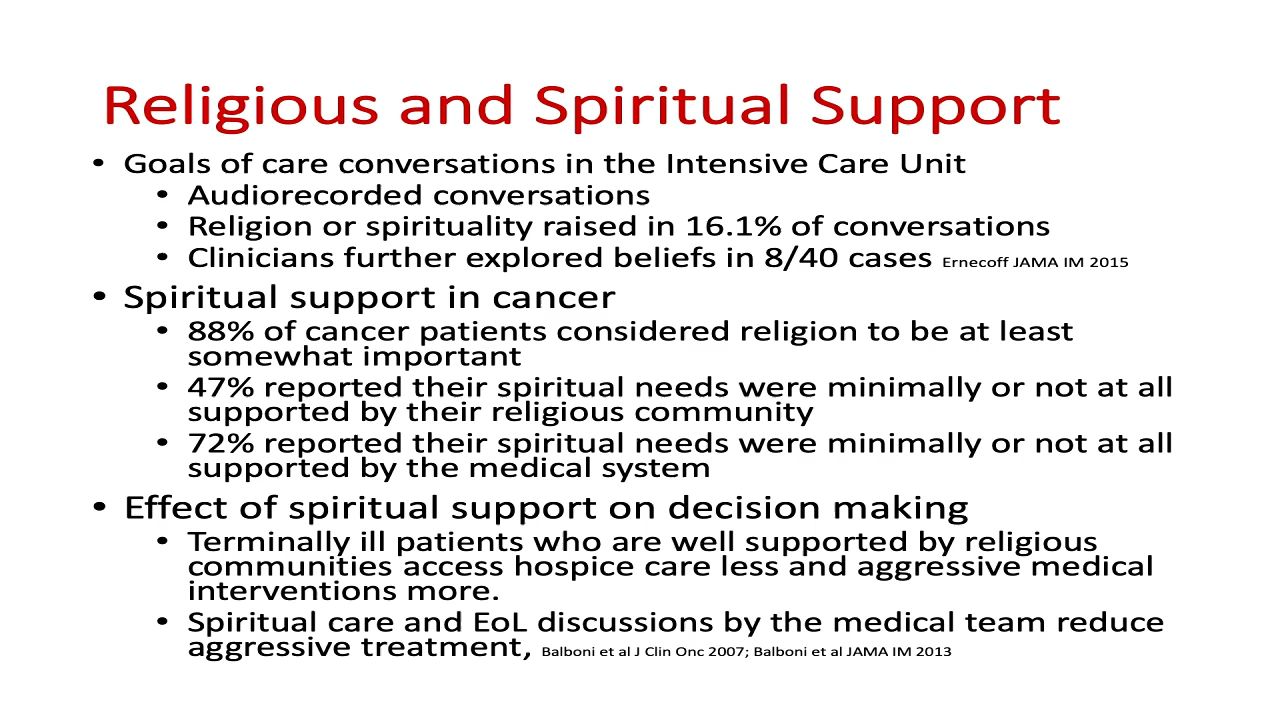 Religious and Spiritual Support
• Goals of care conversations in the Intensive Care Unit
• Audiorecorded conversations
• Religion or spirituality raised in 16.1% of conversations
• Clinicians further explored beliefs in 8/40 cases Ernecoff JAMA IM 2015
• Spiritual support in cancer
• 88% of cancer patients considered religion to be at least
somewhat important
• 47% reported their spiritual needs were minimally or not at all
supported by their religious community
• 72% reported their spiritual needs were minimally or not at all
supported by the medical system
• Effect of spiritual support on decision making
• Terminally ill patients who are well supported by religious
communities access hospice care less and aggressive medical
interventions more.
• Spiritual care and EoL discussions by the medical team reduce
aggressive treatment, Balboni et al J Clin Onc 2007; Balboni et al JAMA IM 2013